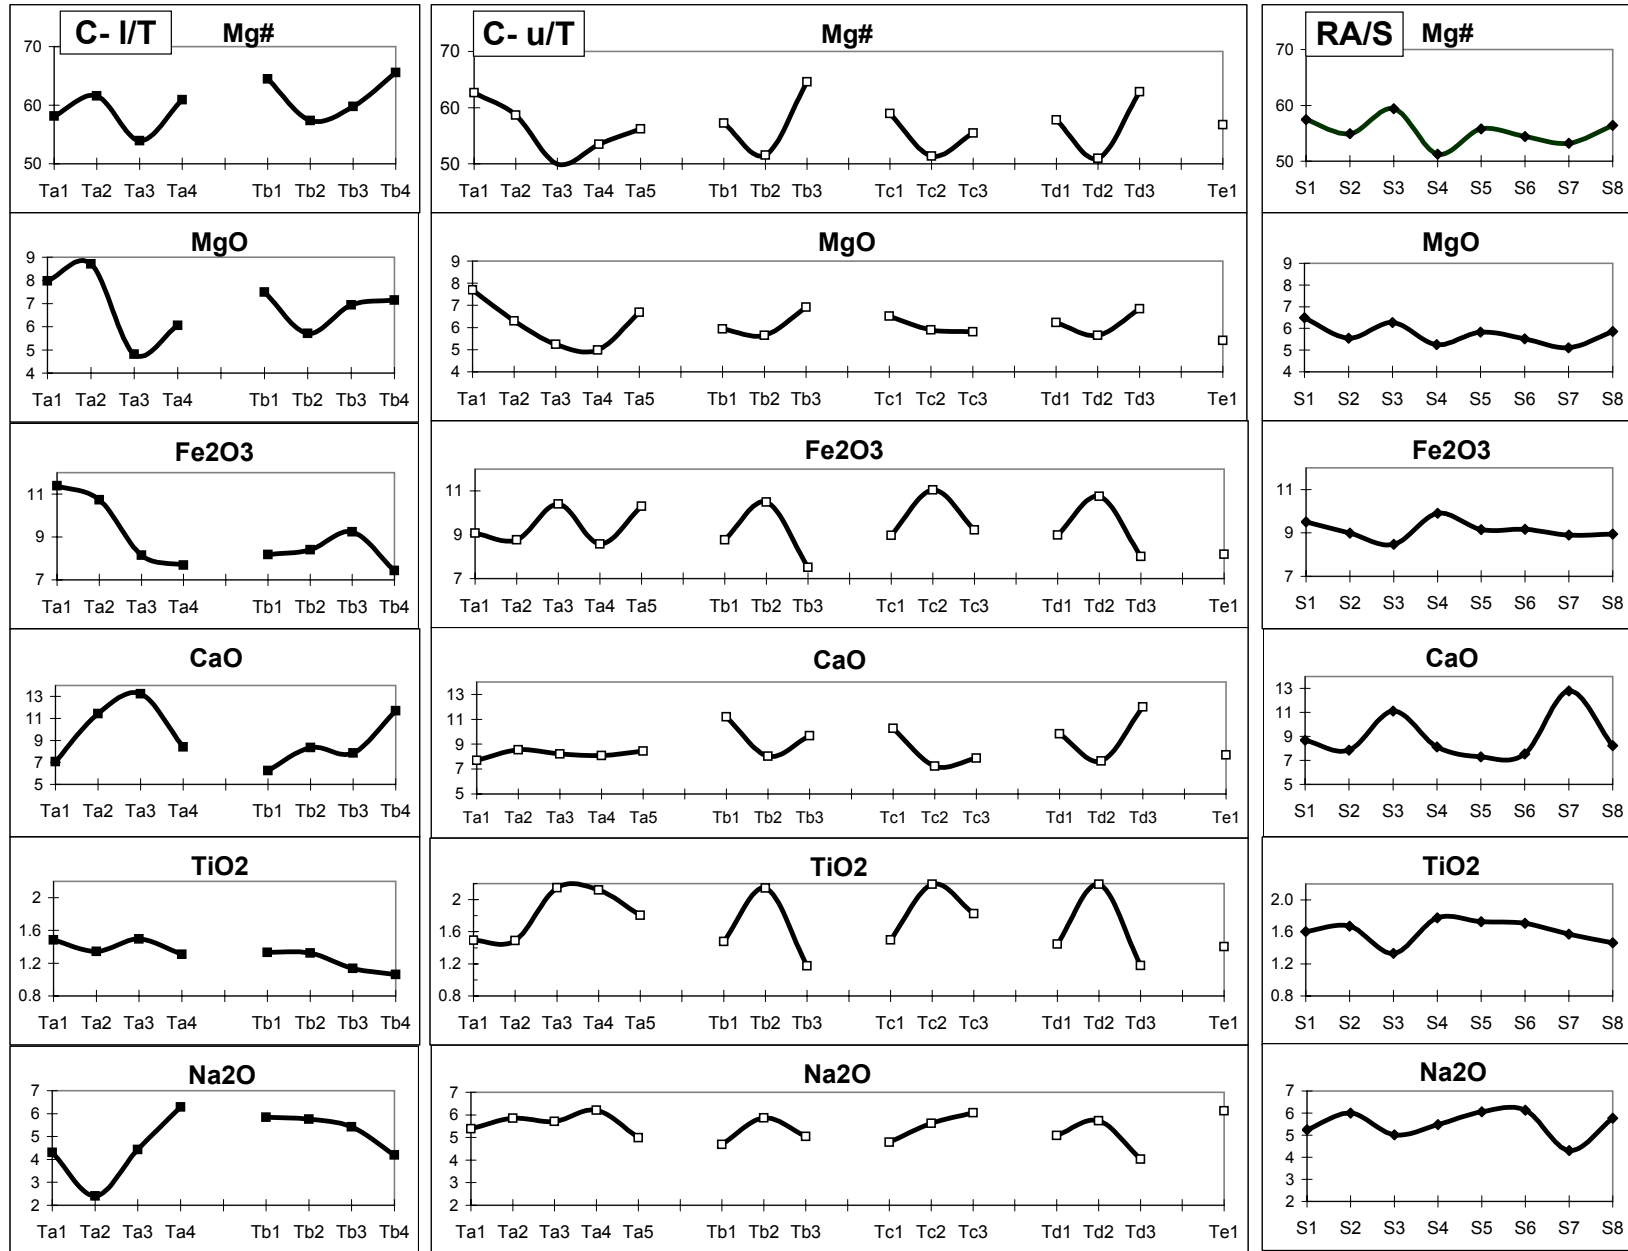 C- l/T
Mg#
70
60
50
Ta1 Ta2 Ta3 Ta4 Tb1 Tb2 Tb3 Tb4
MgO
9
8
7
6
5
4
Ta1 Ta2 Ta3 Ta4 Tb1 Tb2 Tb3 Tb4
Fe2O3
11
9
7
Ta1 Ta2 Ta3 Ta4 Tb1 Tb2 Tb3 Tb4
CaO
13
11
9
7
5
Ta1 Ta2 Ta3 Ta4 Tb1 Tb2 Tb3 Tb4
TiO2
2
1.6
1.2
0.8
Ta1 Ta2 Ta3 Ta4 Tb1 Tb2 Tb3 Tb4
Na2O
7
6
5
4
3
2
Ta1 Ta2 Ta3 Ta4 Tb1 Tb2 Tb3 Tb4
C- u/T
Mg#
70
60
50
Ta1 Ta2 Ta3 Ta4 Ta5 Tb1 Tb2 Tb3 Tc1 Tc2 Tc3 Td1 Td2 Td3 Te1
MgO
9
8
7
6
5
4
Ta1 Ta2 Ta3 Ta4 Ta5 Tb1 Tb2 Tb3 Tc1 Tc2 Tc3 Td1 Td2 Td3 Te1
Fe2O3
11
9
7
Ta1 Ta2 Ta3 Ta4 Ta5 Tb1 Tb2 Tb3 Tc1 Tc2 Tc3 Td1 Td2 Td3 Te1
CaO
13
11
9
7
5
Ta1 Ta2 Ta3 Ta4 Ta5 Tb1 Tb2 Tb3 Tc1 Tc2 Tc3 Td1 Td2 Td3 Te1
TiO2
2
1.6
1.2
0.8
Ta1 Ta2 Ta3 Ta4 Ta5 Tb1 Tb2 Tb3 Tc1 Tc2 Tc3 Td1 Td2 Td3 Te1
Na2O
7
6
5
4
3
2
Ta1 Ta2 Ta3 Ta4 Ta5 Tb1 Tb2 Tb3 Tc1 Tc2 Tc3 Td1 Td2 Td3 Te1
RA/S
Mg#
70
60
50
S1 S2 S3 S4 S5 S6 S7 S8
MgO
9
8
7
6
5
4
S1 S2 S3 S4 S5 S6 S7 S8
Fe2O3
11
9
7
S1 S2 S3 S4 S5 S6 S7 S8
CaO
13
11
9
7
5
S1 S2 S3 S4 S5 S6 S7 S8
TiO2
2.0
1.6
1.2
0.8
S1 S2 S3 S4 S5 S6 S7 S8
Na2O
7
6
5
4
3
2
S1 S2 S3 S4 S5 S6 S7 S8